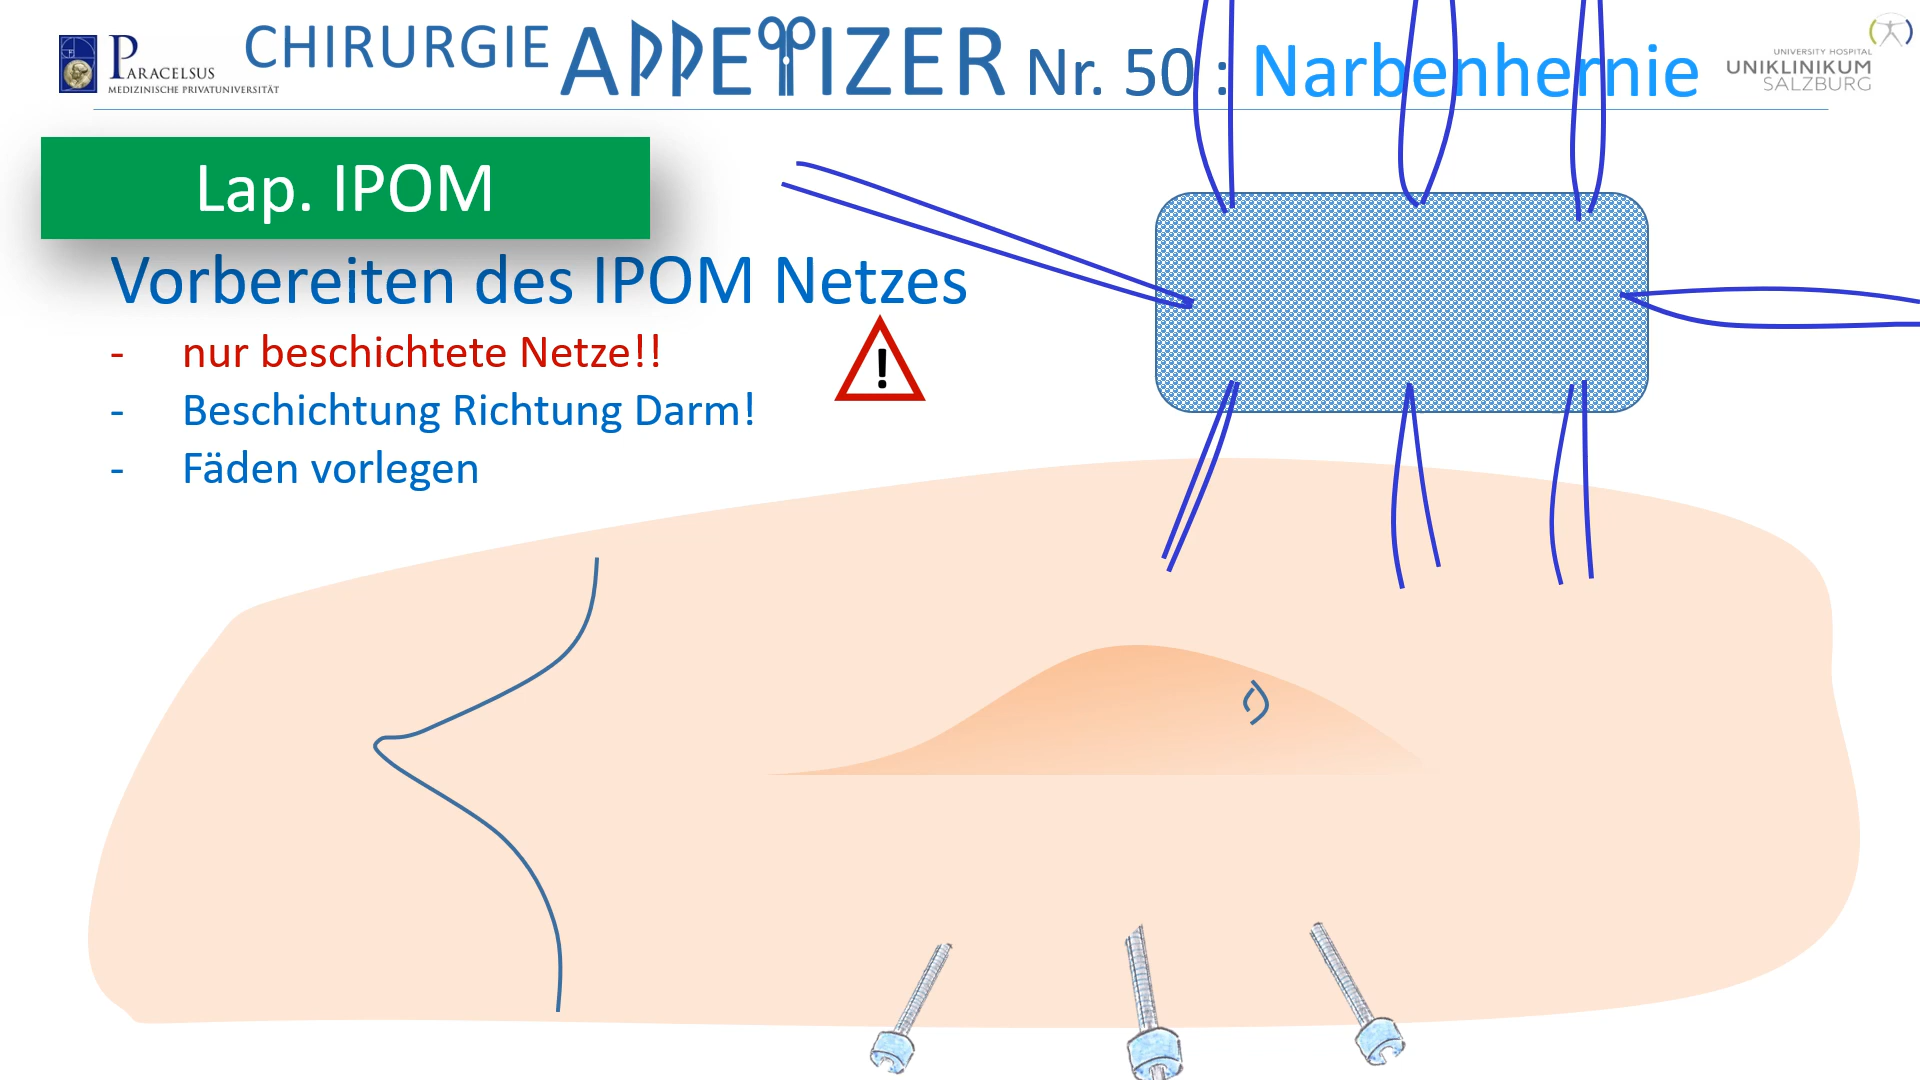 PARACELSUS
MEDIZINISCHE PRIVATUNIVERSITÄT
CHIRURGIE APPETIZER Nr. 50 : Narbenhernie
UNIVERSITY HOSPITAL
UNIKLINIKUM
SALZBURG
Lap. IPOM
Vorbereiten des IPOM Netzes
- nur beschichtete Netze!!
!
- Beschichtung Richtung Darm!
- Fäden vorlegen